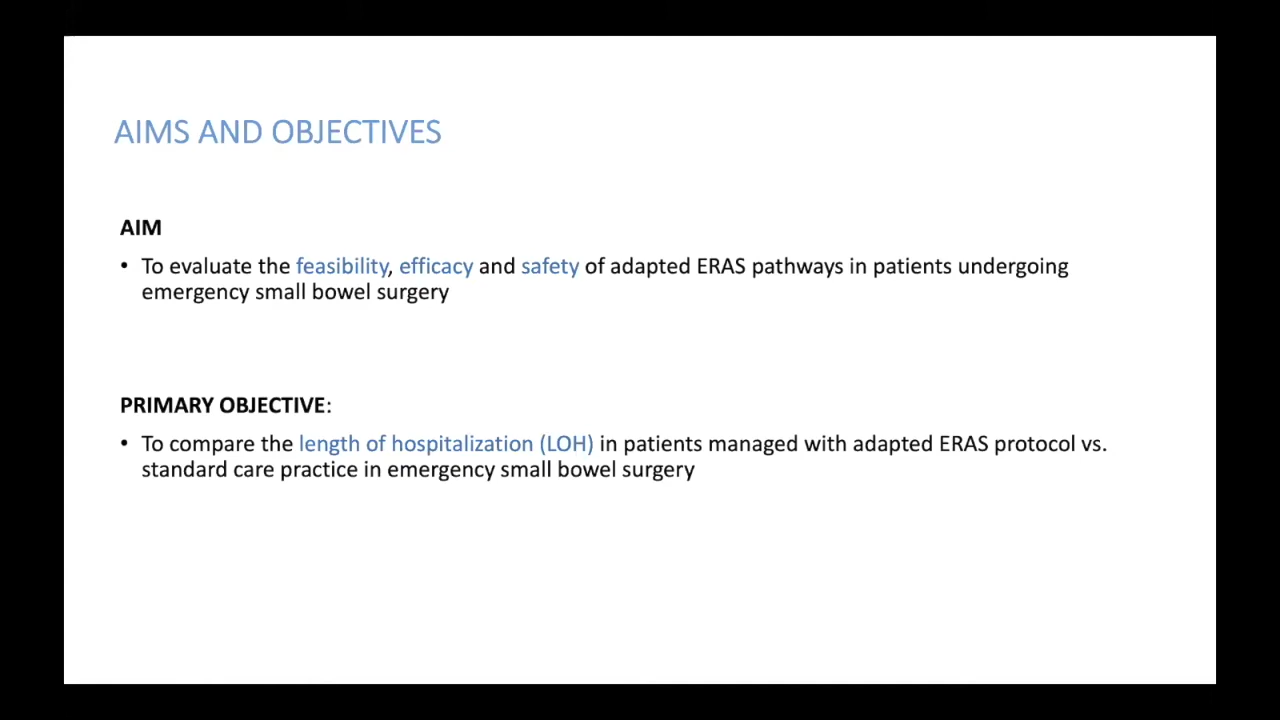 AIMS AND OBJECTIVES
AIM
• To evaluate the feasibility, efficacy and safety of adapted ERAS pathways in patients undergoing
emergency small bowel surgery
PRIMARY OBJECTIVE:
• To compare the length of hospitalization (LOH) in patients managed with adapted ERAS protocol vs.
standard care practice in emergency small bowel surgery